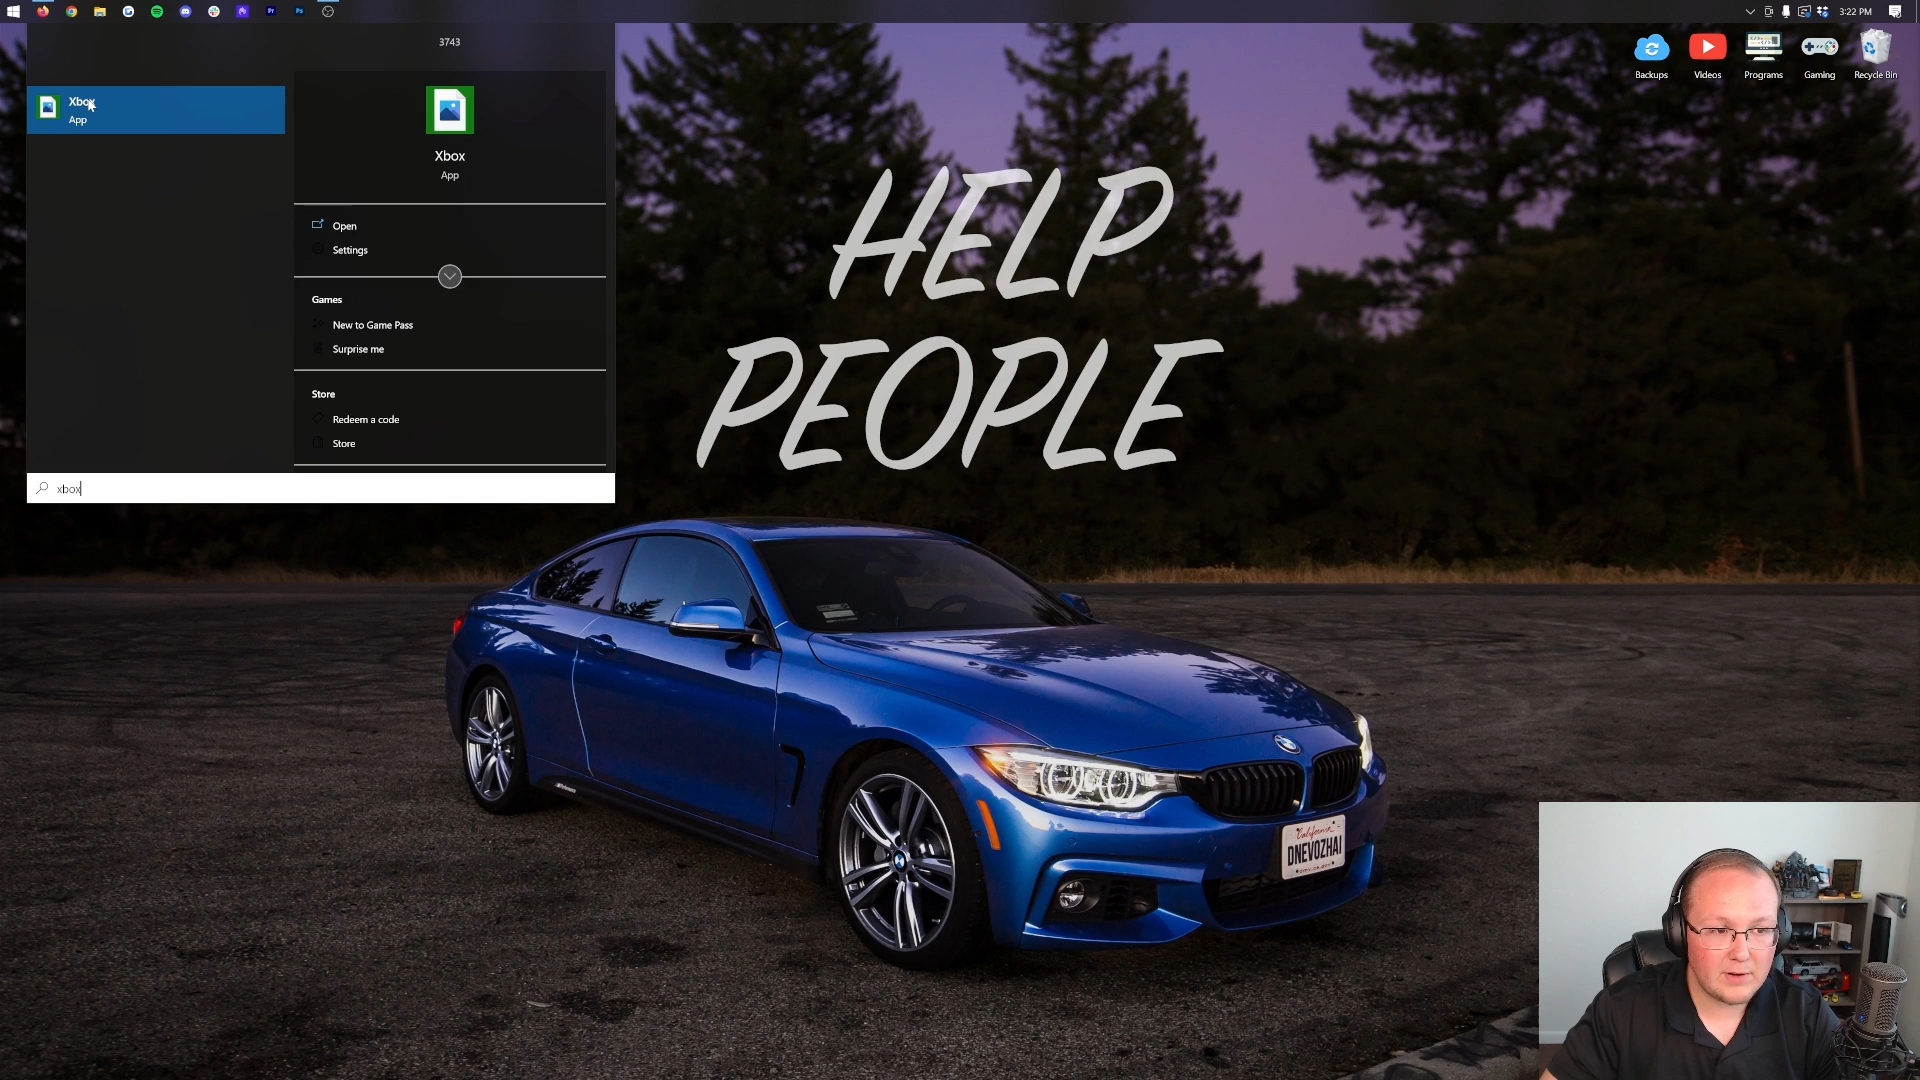 3:22 PM
3743
Xbox
App
Xbox
App
Open
Settings
Games
New to Game Pass
Surprise me
Store
Redeem a code
Store
xbox
Backups
Videos
Programs
Gaming
Recycle Bin
HELP
PEOPLE
California
DNEVOZHAI